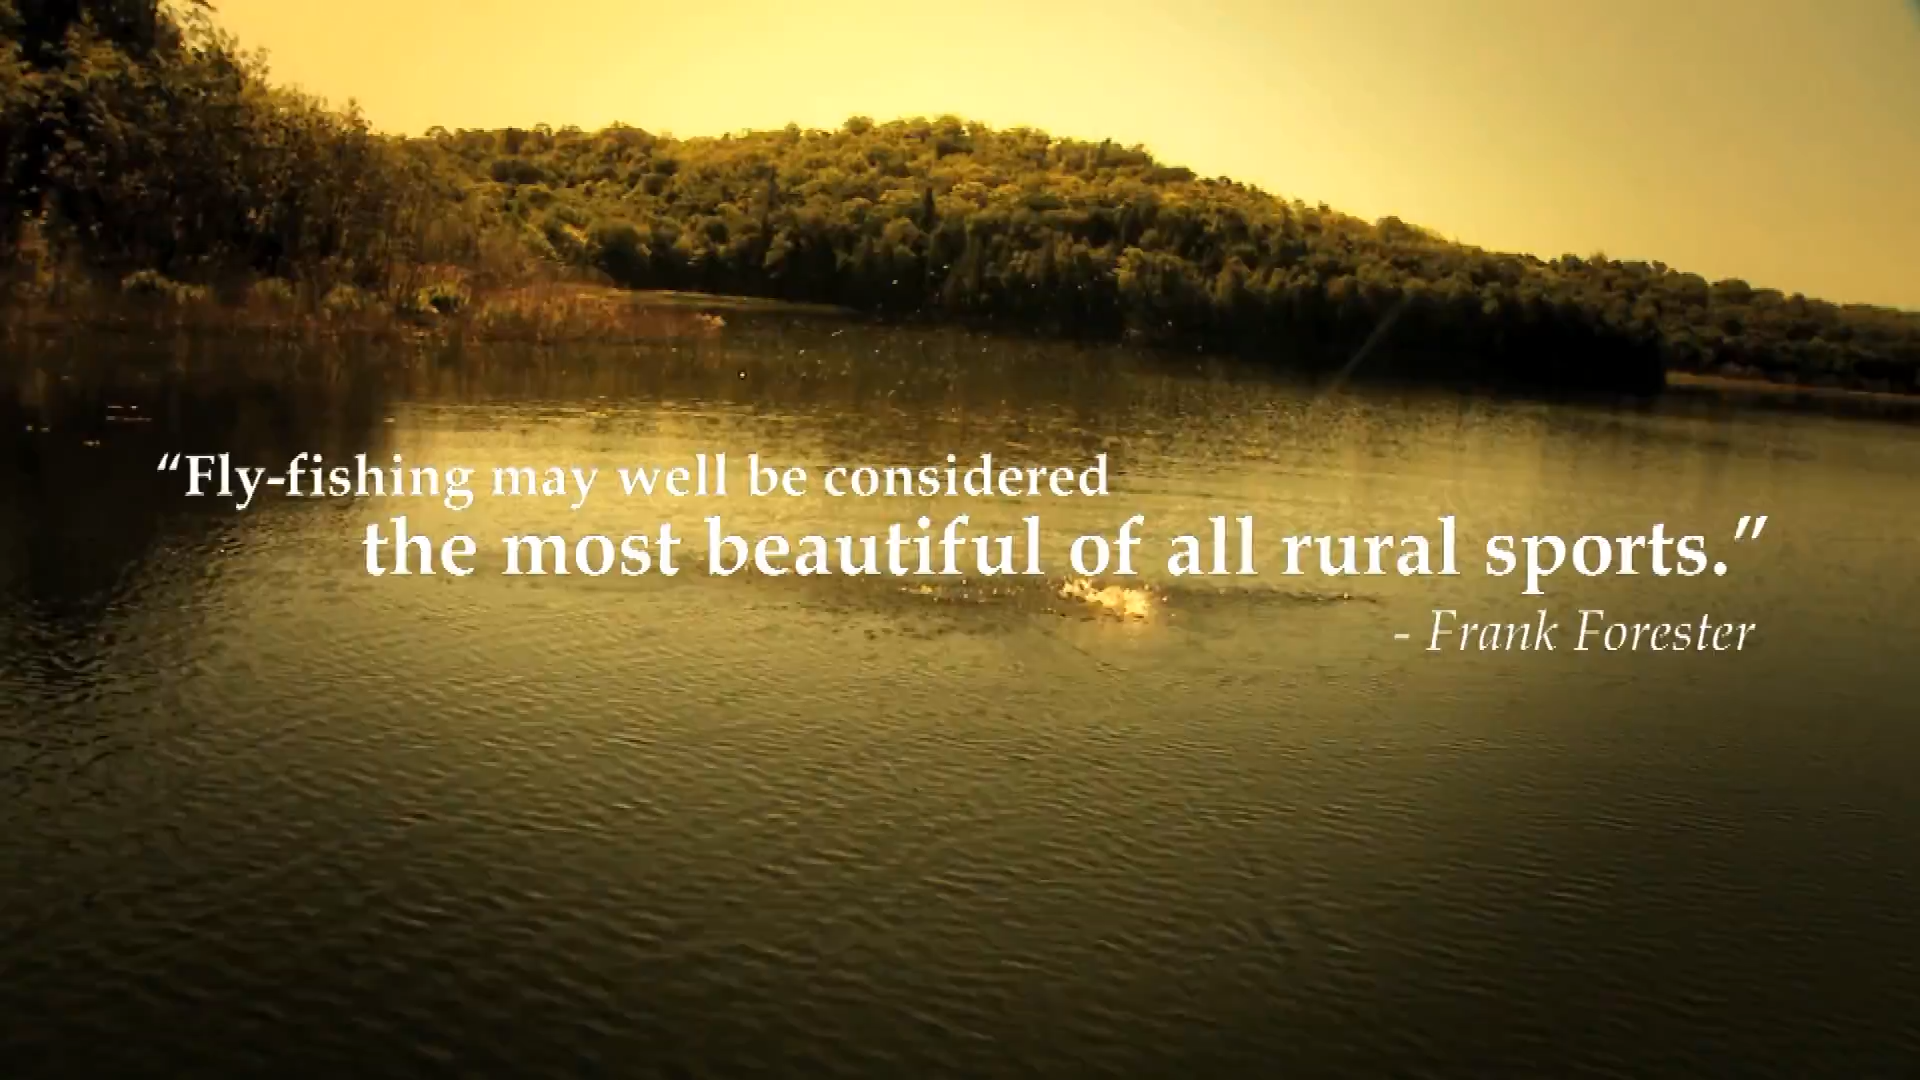 “Fly-fishing may well be considered
the most beautiful of all rural sports.”
- Frank Forester